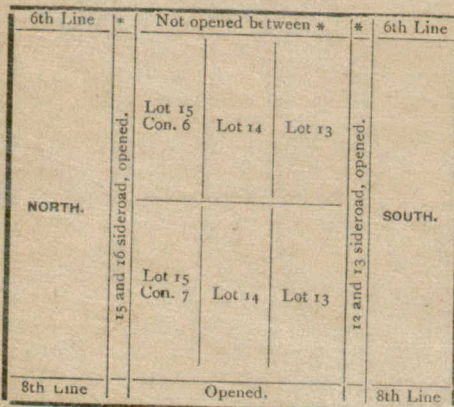 6th Line * Not opened between * * 6th Line
15 and 16 sideroad, opened.
Lot 15
Con. 6
Lot 14
Lot 13
12 and 13 sideroad, opened.
NORTH.
SOUTH.
Lot 15
Con. 7
Lot 14
Lot 13
8th Line Opened. 8th Line